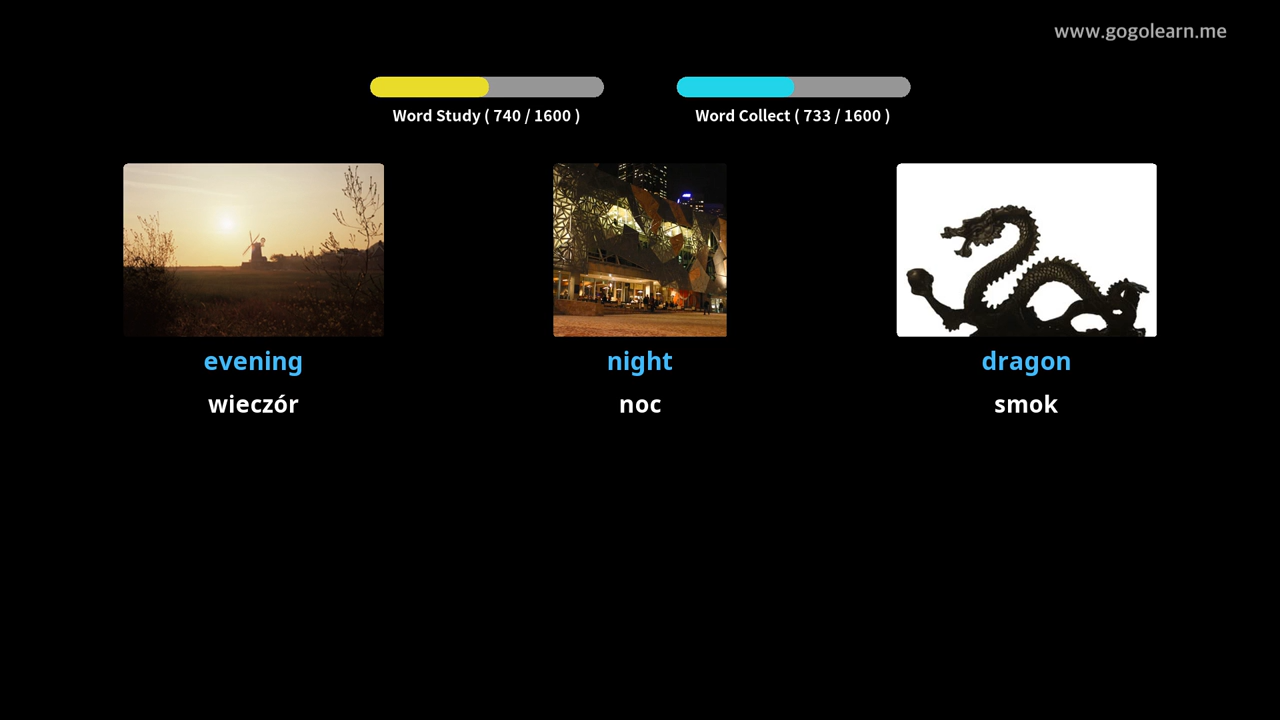 www.gogolearn.me
Word Study ( 740 / 1600 )
Word Collect ( 733 / 1600 )
evening
night
dragon
wieczór
noc
smok